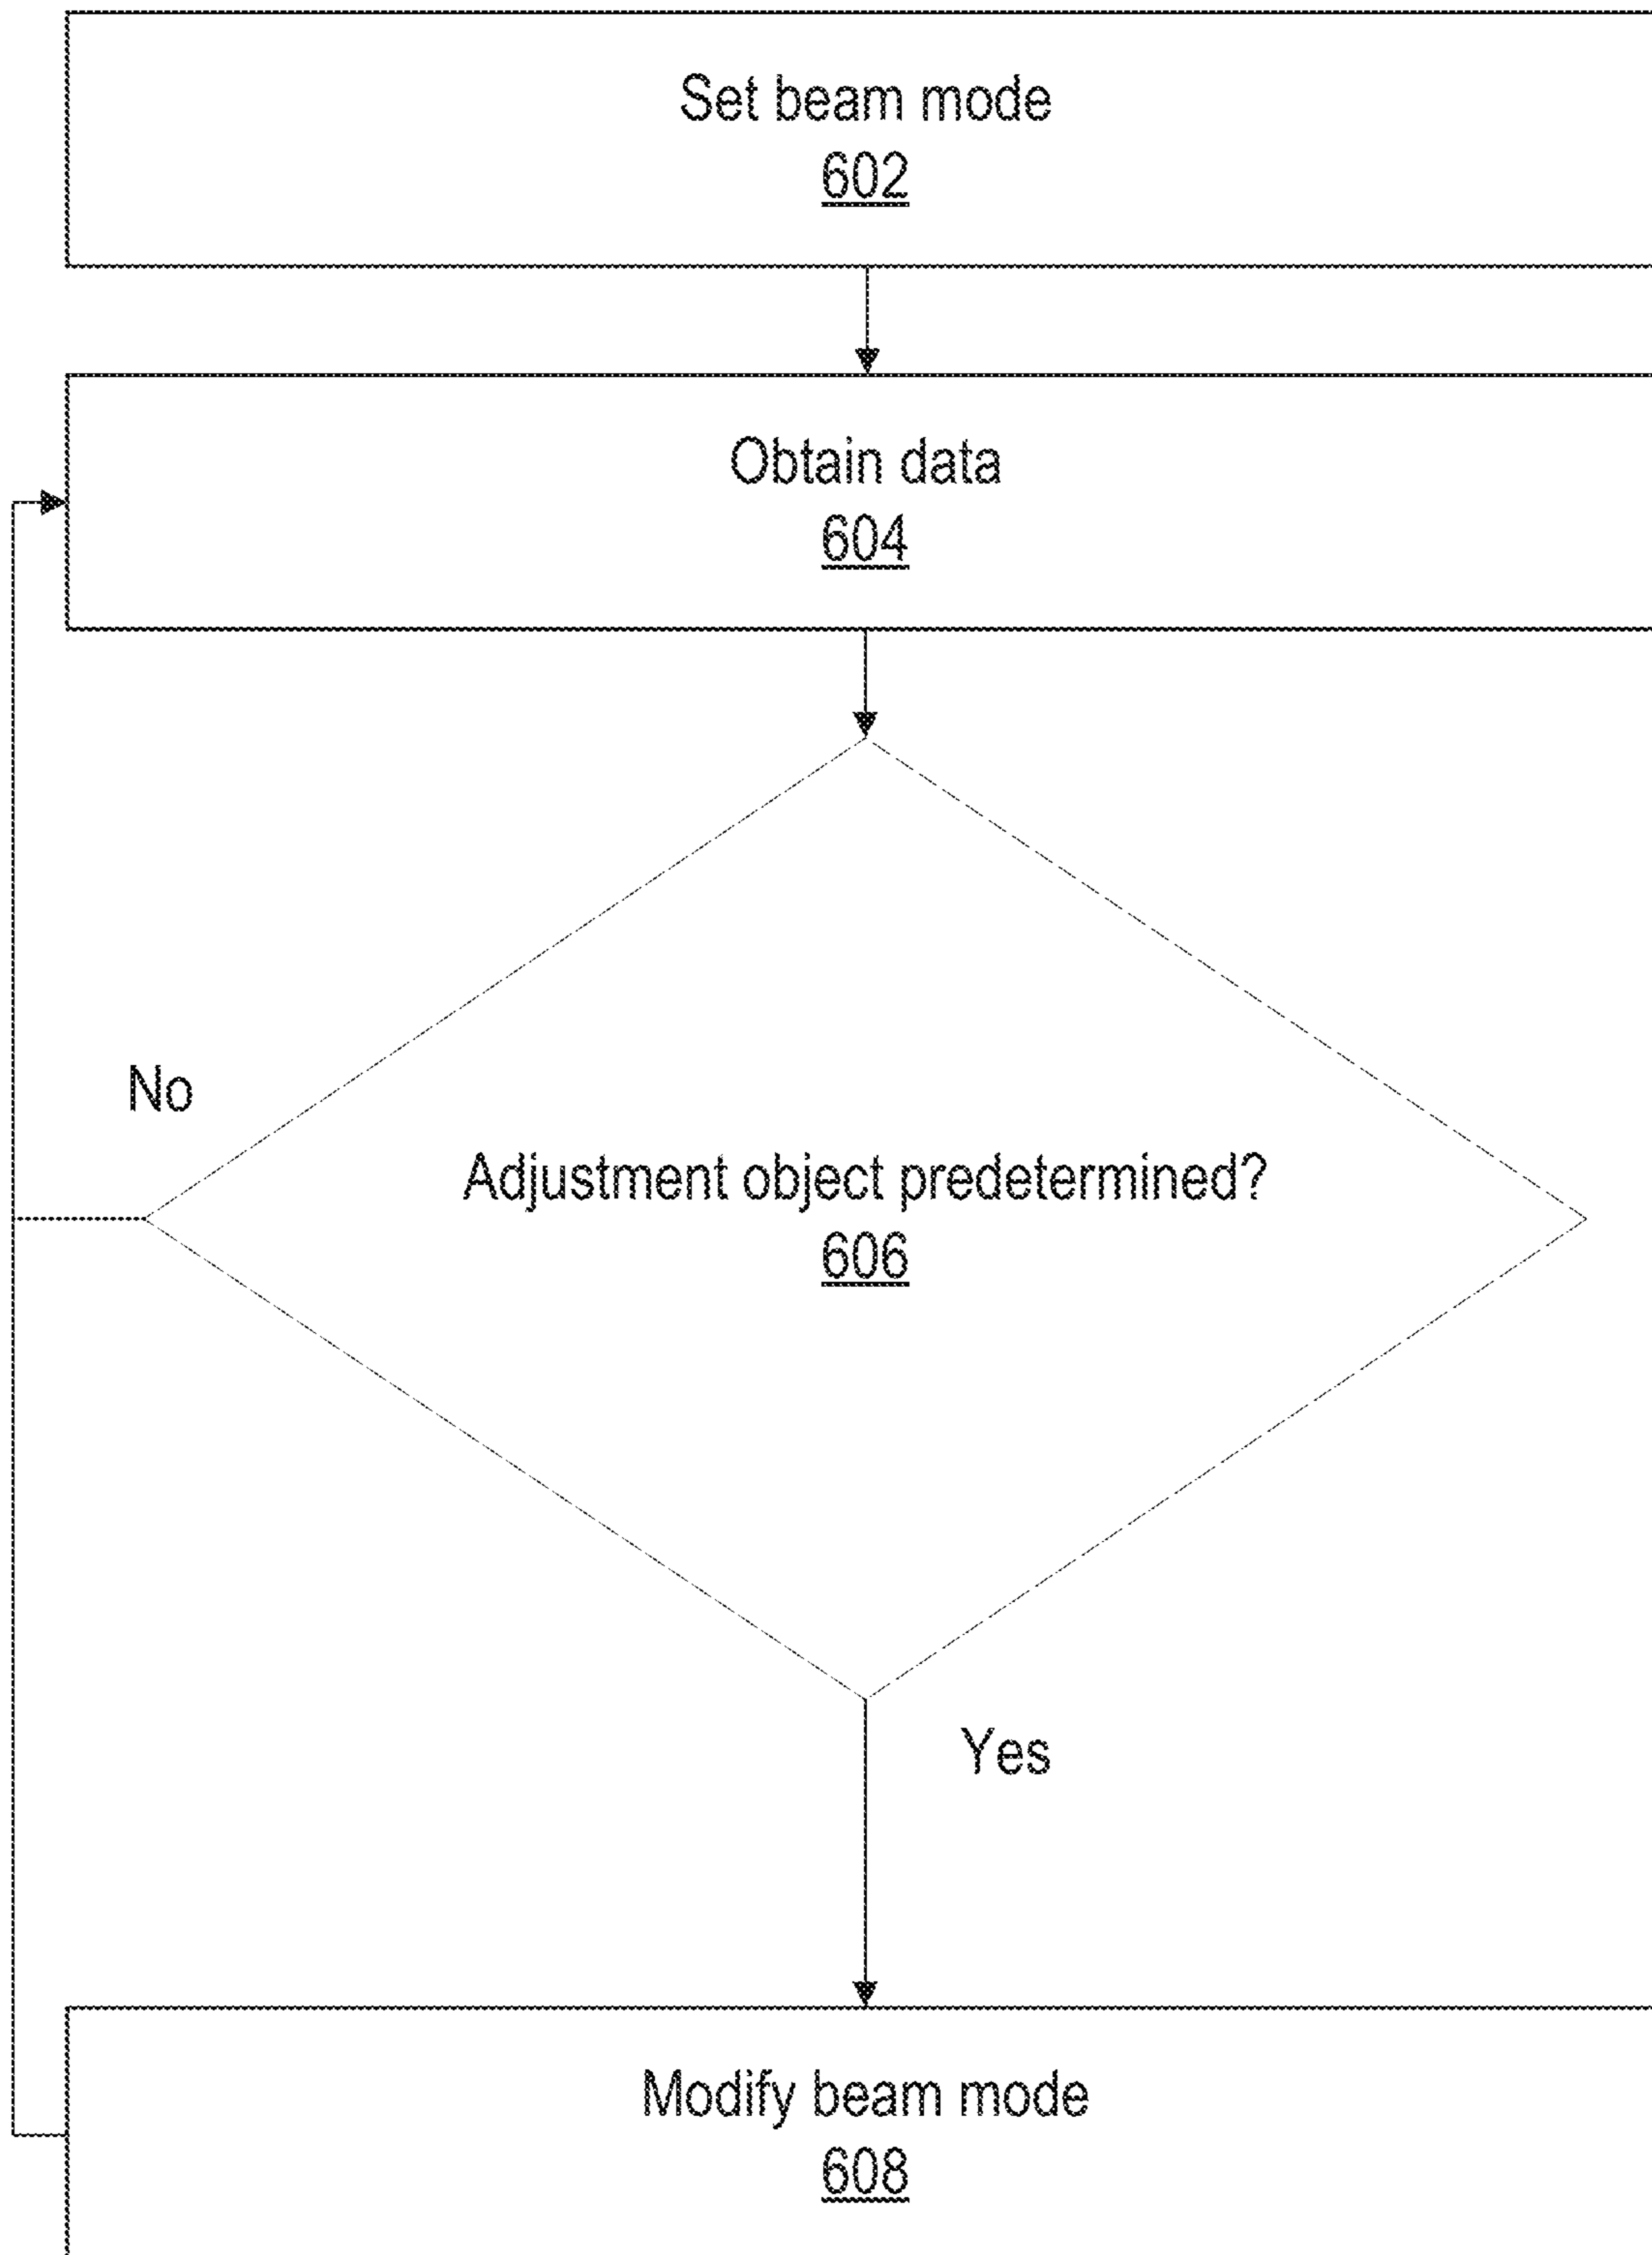 Set beam mode
602
Obtain data
604
No
Adjustment object predetermined?
606
Yes
Modify beam mode
608